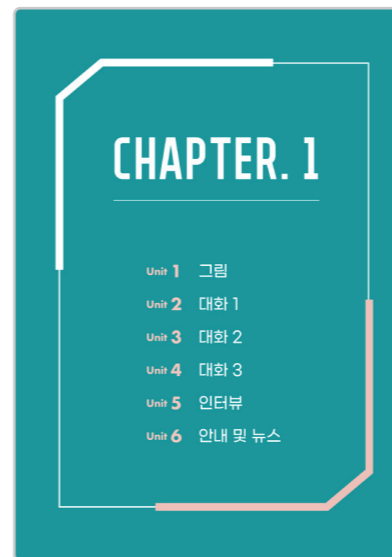 CHAPTER. 1
Unit 1 그림
Unit 2 대화 1
Unit 3 대화 2
Unit 4 대화 3
Unit 5 인터뷰
Unit 6 안내 및 뉴스